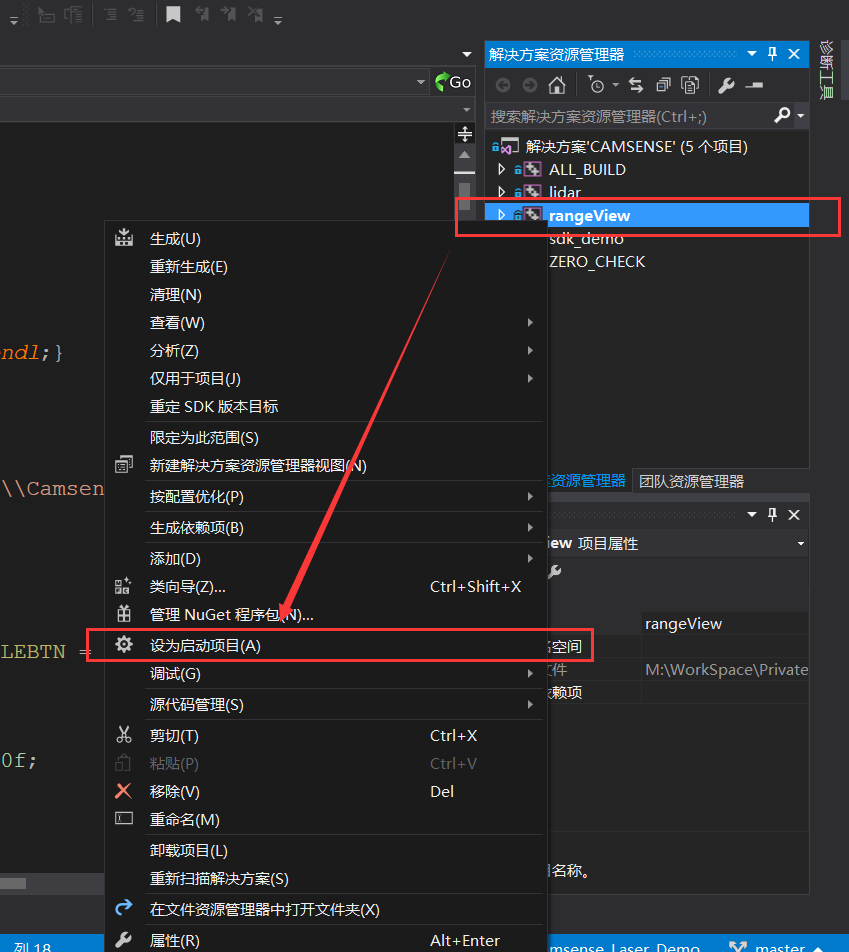 Go
解决方案资源管理器
诊断工具
搜索解决方案资源管理器(Ctrl+;)
解决方案'CAMSENSE' (5 个项目)
ALL_BUILD
lidar
rangeView
sdk_demo
ZERO_CHECK
生成(U)
重新生成(E)
清理(N)
查看(W)
分析(Z)
仅用于项目(J)
重定 SDK 版本目标
限定为此范围(S)
新建解决方案资源管理器视图(N)
按配置优化(P)
生成依赖项(B)
添加(D)
类向导(Z)... Ctrl+Shift+X
管理 NuGet 程序包(N)...
设为启动项目(A)
调试(G)
源代码管理(S)
剪切(T) Ctrl+X
粘贴(P) Ctrl+V
移除(V) Del
重命名(M)
卸载项目(L)
重新扫描解决方案(S)
在文件资源管理器中打开文件夹(X)
属性(R) Alt+Enter
ndl;}
\\Camsen
LEBTN =
0f;
资源管理器 团队资源管理器
iew 项目属性
rangeView
名空间
文件 M:\WorkSpace\Private
依赖项
名称。
列 18
msense_Laser_Demo master